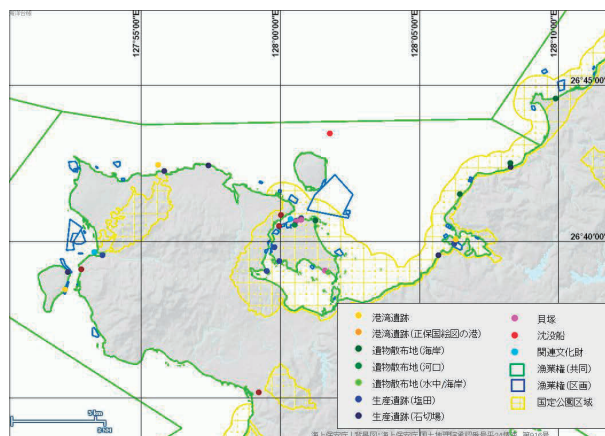 127°55'00"
128°00'00"
128°05'00"
128°10'00"
26°45'00"
26°40'00"
港湾遺跡
港湾遺跡(正保国絵図の港)
遺物散布地(海岸)
遺物散布地(河口)
遺物散布地(水中/海岸)
生産遺跡(塩田)
生産遺跡(石切場)
貝塚
沈没船
関連文化財
漁業権(共同)
漁業権(区画)
国定公園区域